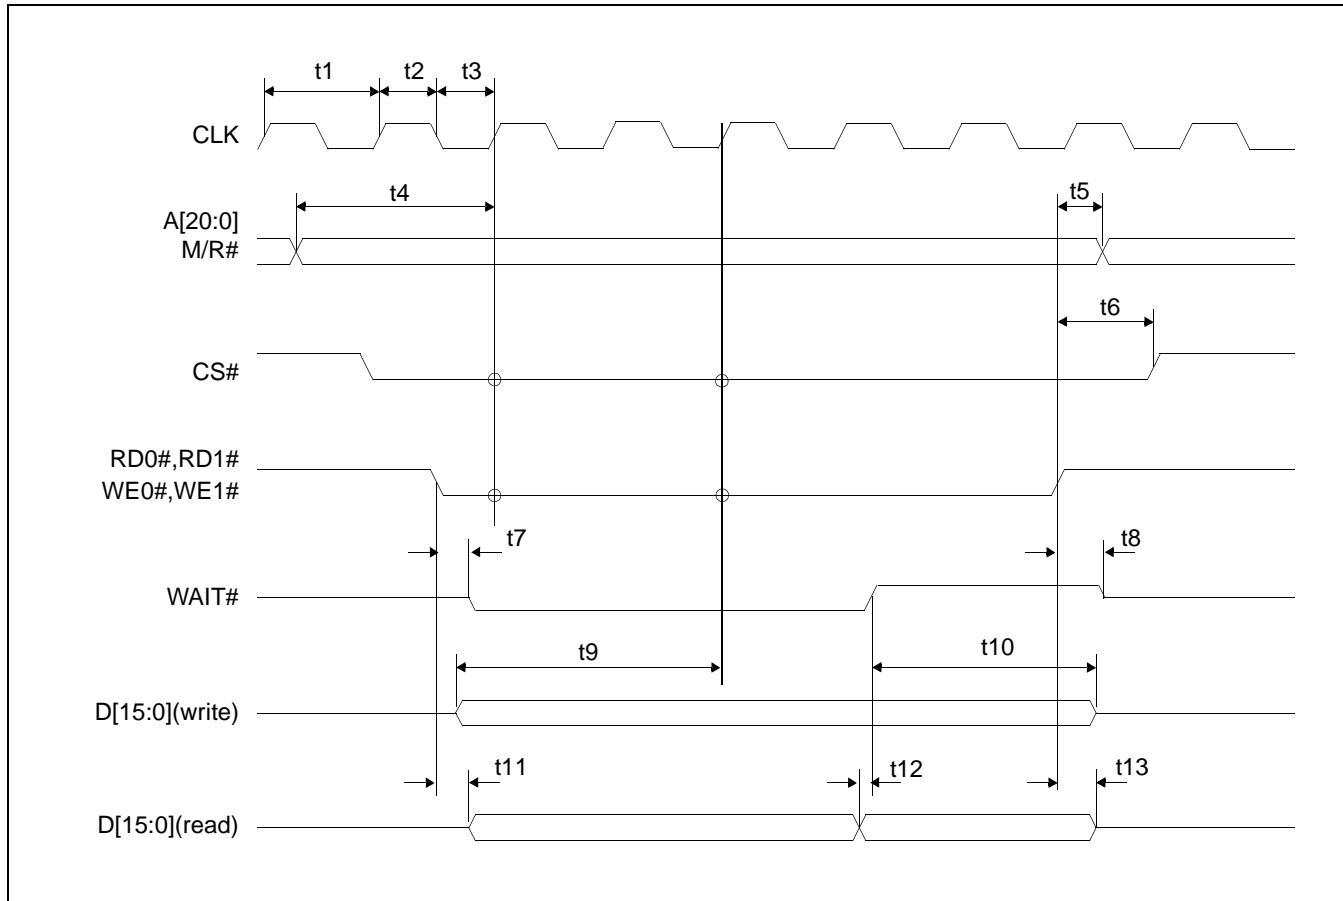 t1 t2 t3
CLK
t4 t5
A[20:0]
M/R#
t6
CS#
RD0#,RD1#
WE0#,WE1#
t7 t8
WAIT#
t9 t10
D[15:0](write)
t11 t12 t13
D[15:0](read)